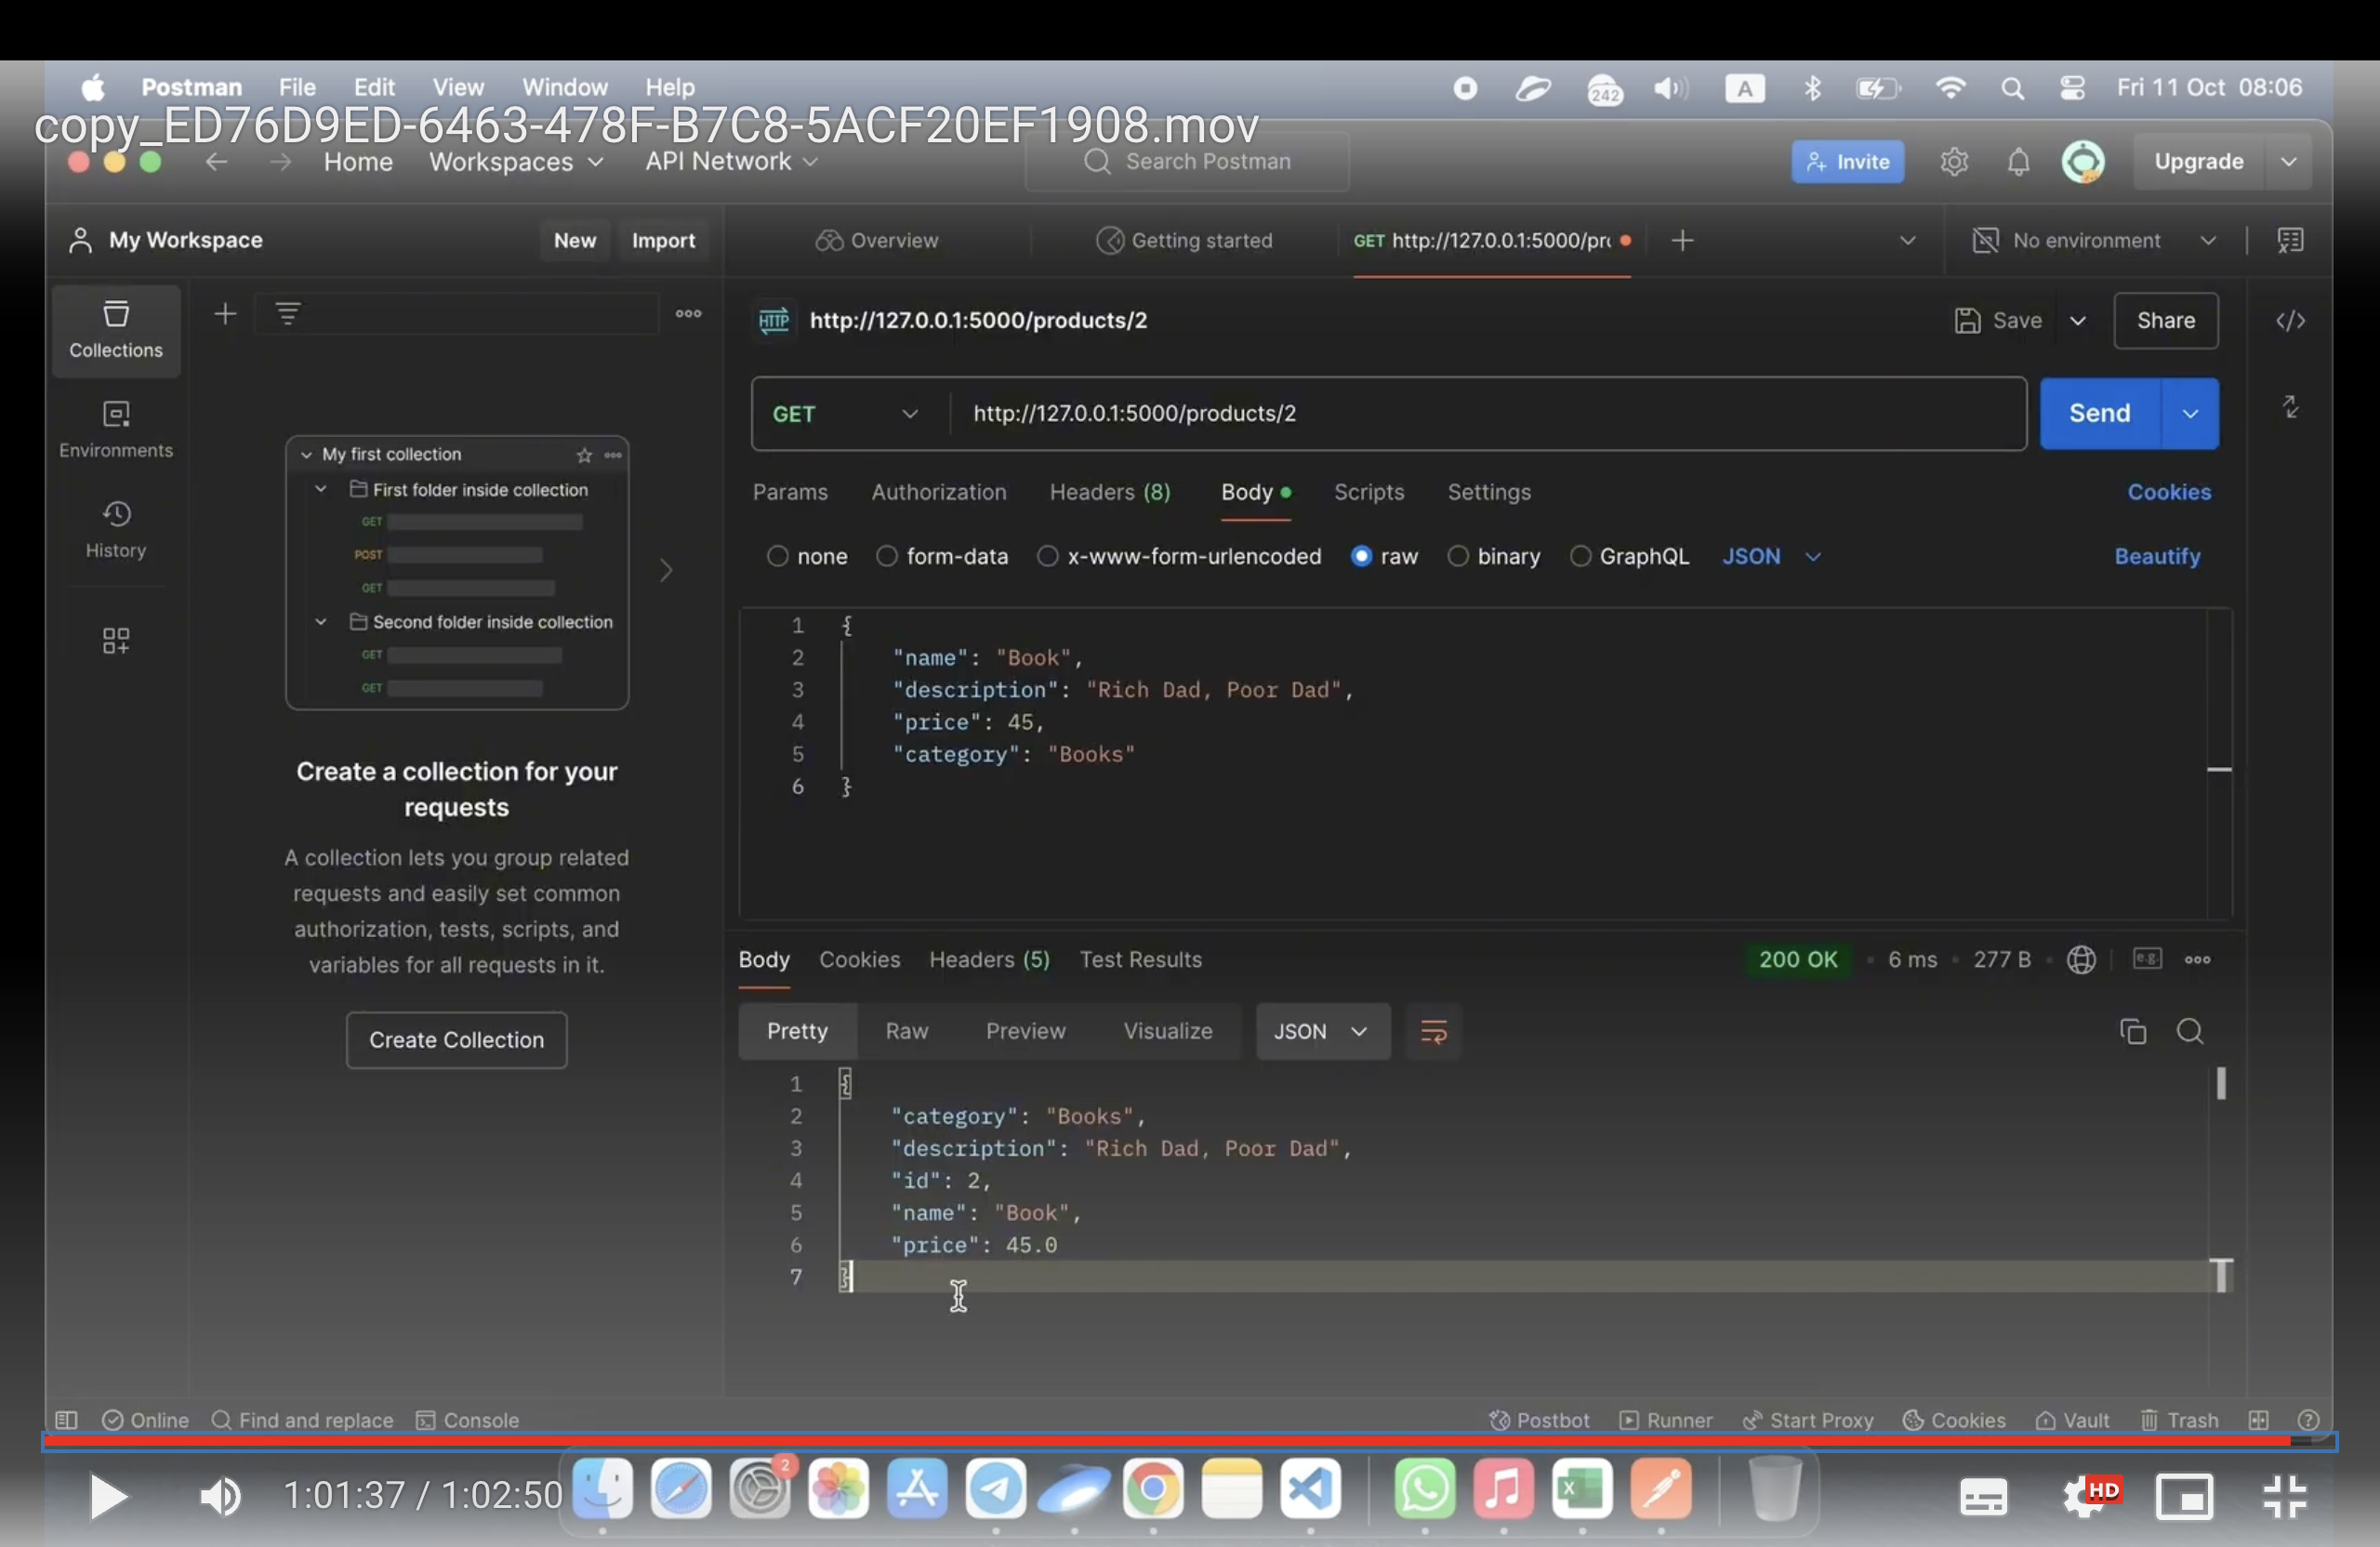 Postman File Edit View Window Help 242 A Fri 11 Oct 08:06
copy_ED76D9ED-6463-478F-B7C8-5ACF20EF1908.mov
Home Workspaces API Network Search Postman Invite Upgrade
My Workspace New Import Overview Getting started GET http://127.0.0.1:5000/pr No environment
Collections
Environments
History
My first collection
First folder inside collection
GET
POST
GET
Second folder inside collection
GET
GET
Create a collection for your
requests
A collection lets you group related
requests and easily set common
authorization, tests, scripts, and
variables for all requests in it.
Create Collection
HTTP http://127.0.0.1:5000/products/2 Save Share </>
GET http://127.0.0.1:5000/products/2 Send
Params Authorization Headers (8) Body Scripts Settings Cookies
none form-data x-www-form-urlencoded raw binary GraphQL JSON Beautify
1 {
2 "name": "Book",
3 "description": "Rich Dad, Poor Dad",
4 "price": 45,
5 "category": "Books"
6 }
Body Cookies Headers (5) Test Results 200 OK 6 ms 277 B e.g.
Pretty Raw Preview Visualize JSON
1 {
2 "category": "Books",
3 "description": "Rich Dad, Poor Dad",
4 "id": 2,
5 "name": "Book",
6 "price": 45.0
7 }
Online Find and replace Console Postbot Runner Start Proxy Cookies Vault Trash
1:01:37 / 1:02:50 2 HD